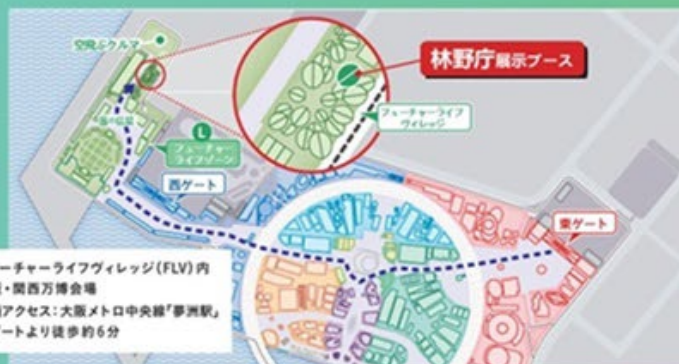 空飛ぶクルマ
林野庁展示ブース
フューチャーライフ
ヴィレッジ
L
フューチャー
ライフゾーン
西ゲート
東ゲート
ーチャーライフヴィレッジ(FLV)内
・関西万博会場
アクセス:大阪メトロ中央線「夢洲駅」
ートより徒歩約6分